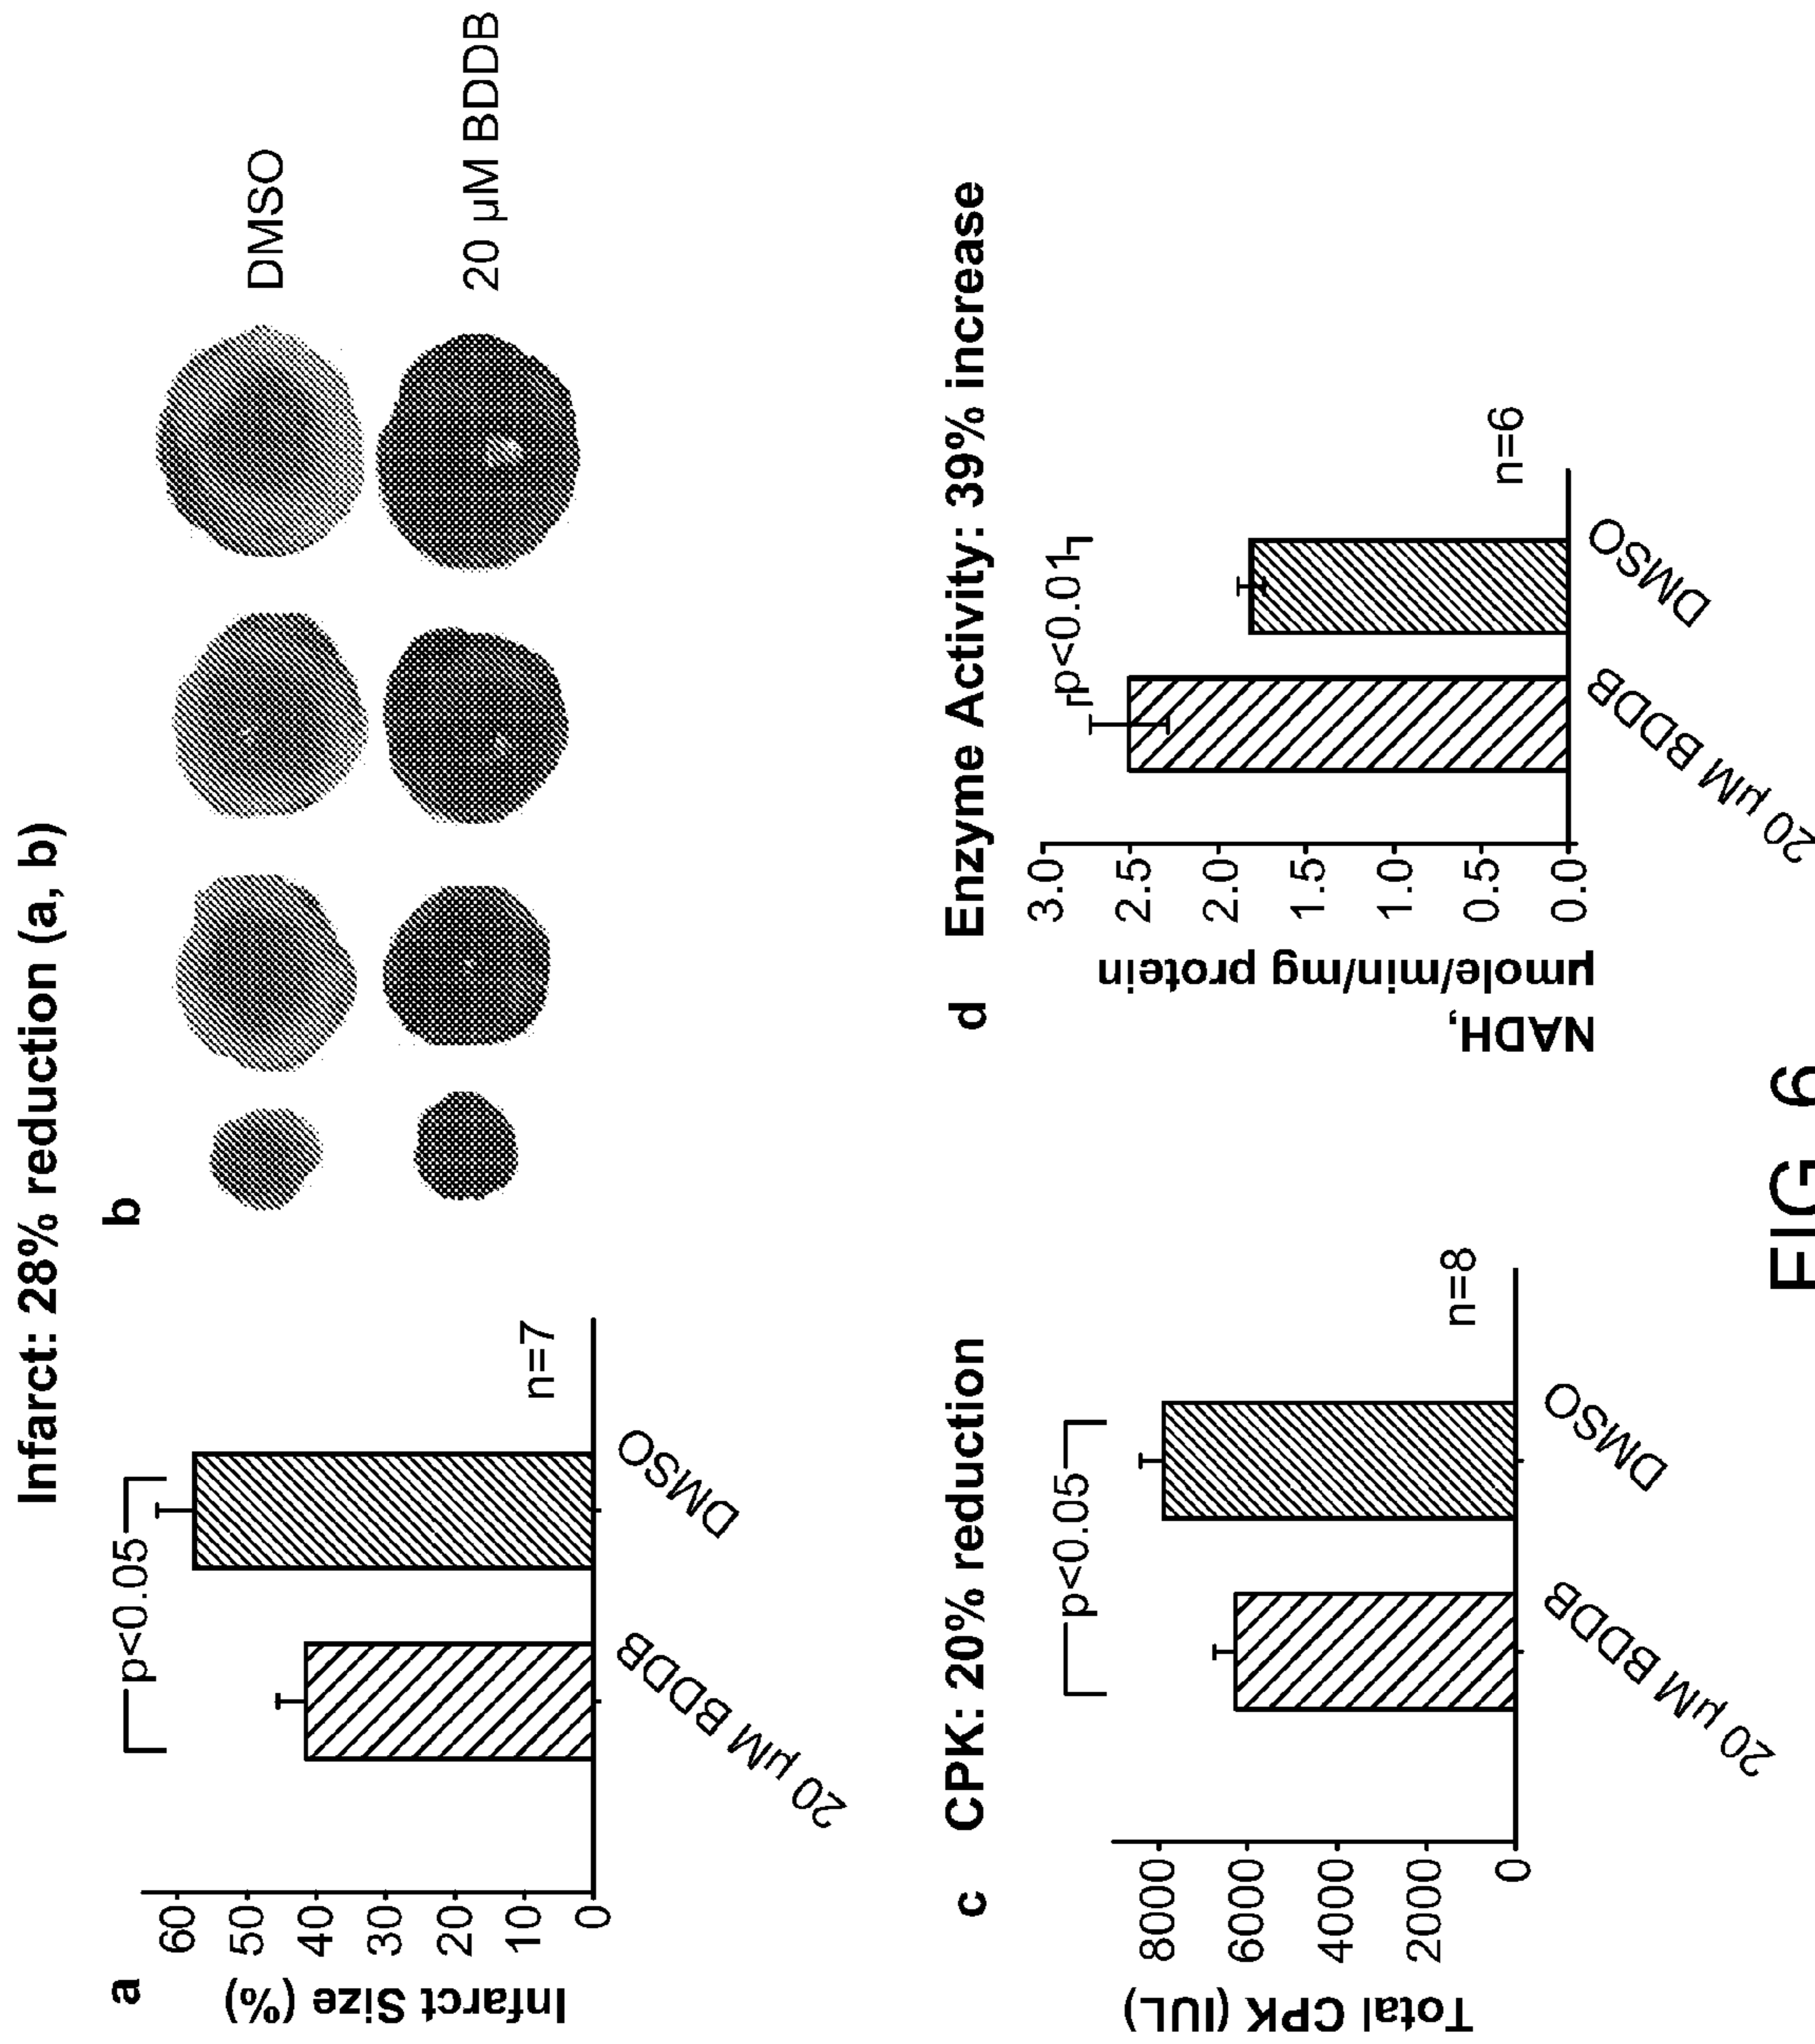 Infarct: 28% reduction (a, b)
a
Infarct Size (%)
60
50
40
30
20
10
0
p<0.05
n=7
20 µM BDDB
DMSO
b
DMSO
20 µM BDDB
c CPK: 20% reduction
Total CPK (IUL)
8000
6000
4000
2000
0
p<0.05
n=8
20 µM BDDB
DMSO
d Enzyme Activity: 39% increase
NADH,
µmole/min/mg protein
3.0
2.5
2.0
1.5
1.0
0.5
0.0
p<0.01
n=6
20 µM BDDB
DMSO
FIG 6